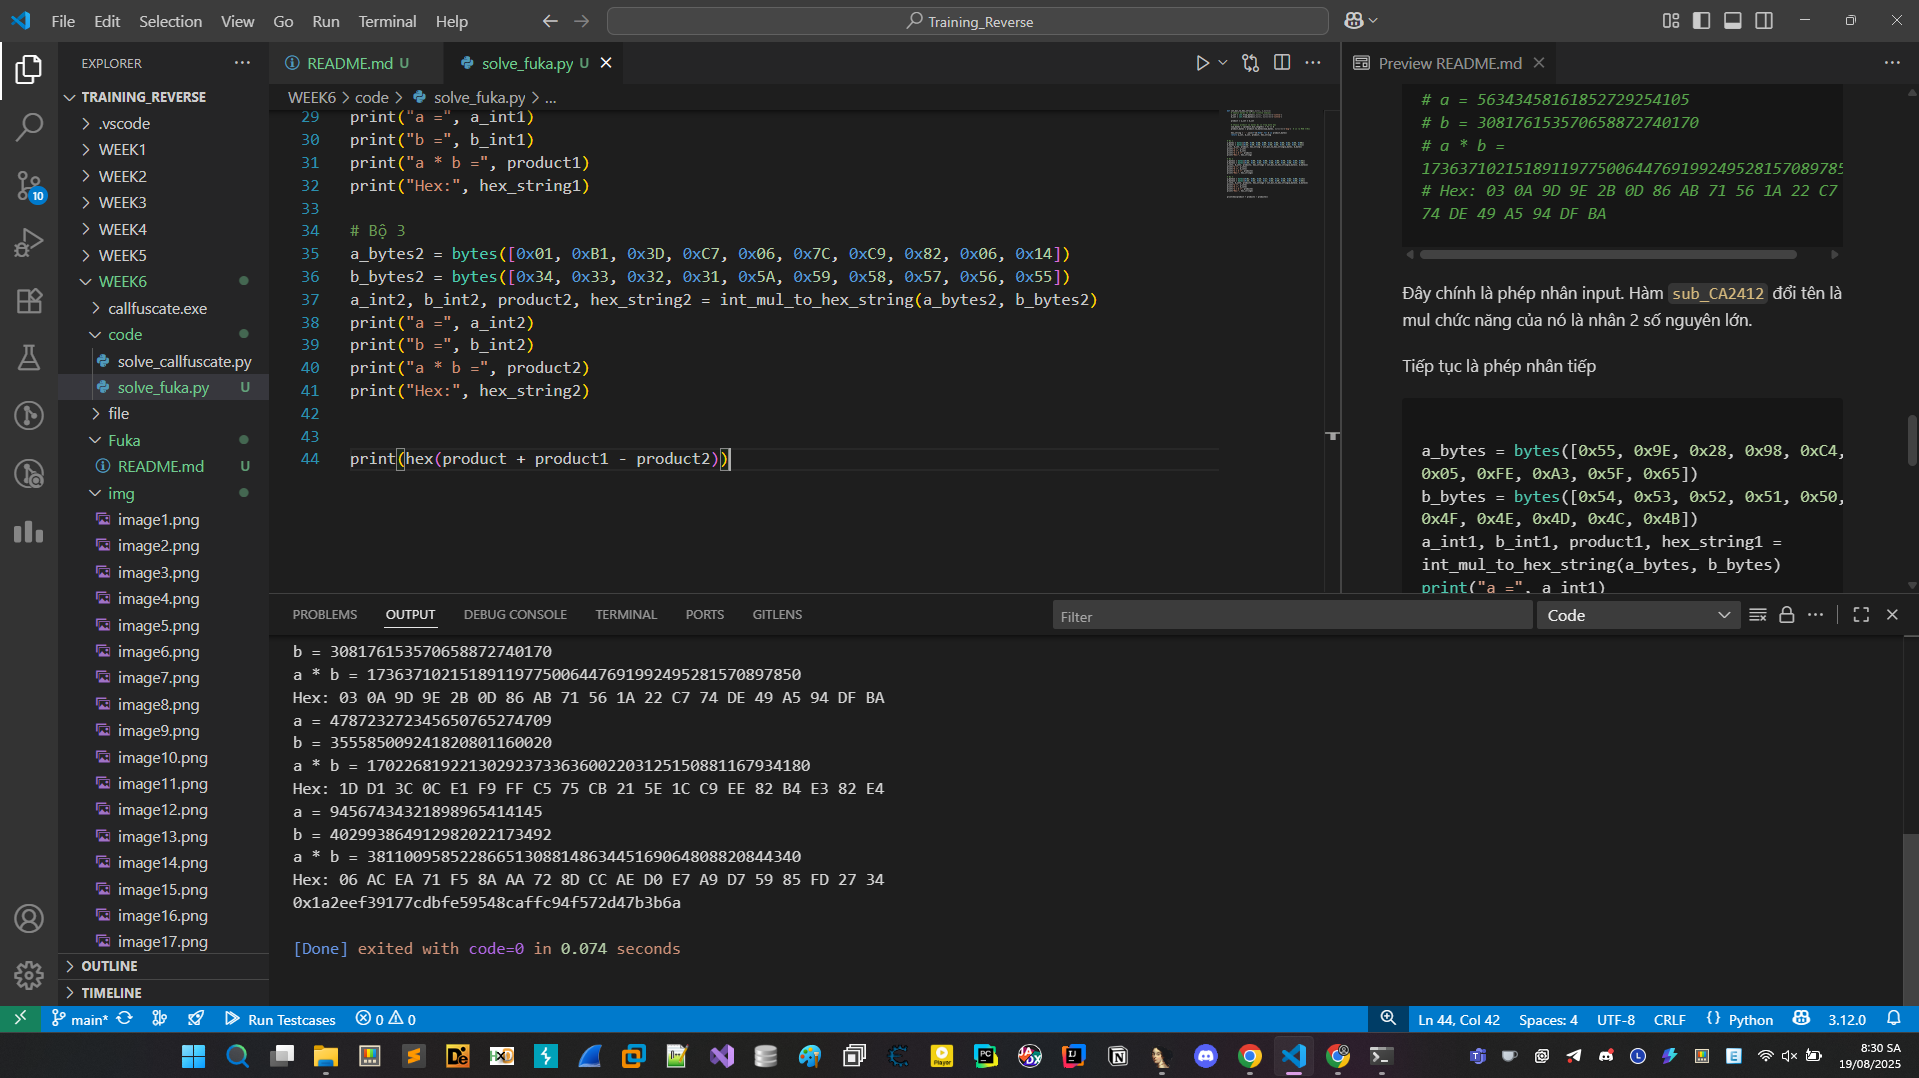 File Edit Selection View Go Run Terminal Help
Training_Reverse
EXPLORER
TRAINING_REVERSE
.vscode
WEEK1
WEEK2
WEEK3
WEEK4
WEEK5
WEEK6
callfuscate.exe
code
solve_callfuscate.py
solve_fuka.py U
file
Fuka
README.md U
img
image1.png
image2.png
image3.png
image4.png
image5.png
image6.png
image7.png
image8.png
image9.png
image10.png
image11.png
image12.png
image13.png
image14.png
image15.png
image16.png
image17.png
OUTLINE
TIMELINE
10
README.md U
solve_fuka.py U
WEEK6 > code > solve_fuka.py > ...
29 print("a =", a_int1)
30 print("b =", b_int1)
31 print("a * b =", product1)
32 print("Hex:", hex_string1)
33
34 # Bộ 3
35 a_bytes2 = bytes([0x01, 0xB1, 0x3D, 0xC7, 0x06, 0x7C, 0xC9, 0x82, 0x06, 0x14])
36 b_bytes2 = bytes([0x34, 0x33, 0x32, 0x31, 0x5A, 0x59, 0x58, 0x57, 0x56, 0x55])
37 a_int2, b_int2, product2, hex_string2 = int_mul_to_hex_string(a_bytes2, b_bytes2)
38 print("a =", a_int2)
39 print("b =", b_int2)
40 print("a * b =", product2)
41 print("Hex:", hex_string2)
42
43
44 print(hex(product + product1 - product2))
Preview README.md
# a = 56343458161852729254105
# b = 308176153570658872740170
# a * b =
17363710215189119775006447691992495281570897850
# Hex: 03 0A 9D 9E 2B 0D 86 AB 71 56 1A 22 C7
74 DE 49 A5 94 DF BA
Đây chính là phép nhân input. Hàm sub_CA2412 đổi tên là
mul chức năng của nó là nhân 2 số nguyên lớn.
Tiếp tục là phép nhân tiếp
a_bytes = bytes([0x55, 0x9E, 0x28, 0x98, 0xC4,
0x05, 0xFE, 0xA3, 0x5F, 0x65])
b_bytes = bytes([0x54, 0x53, 0x52, 0x51, 0x50,
0x4F, 0x4E, 0x4D, 0x4C, 0x4B])
a_int1, b_int1, product1, hex_string1 =
int_mul_to_hex_string(a_bytes, b_bytes)
print("a =", a_int1)
PROBLEMS OUTPUT DEBUG CONSOLE TERMINAL PORTS GITLENS
Filter
Code
b = 308176153570658872740170
a * b = 17363710215189119775006447691992495281570897850
Hex: 03 0A 9D 9E 2B 0D 86 AB 71 56 1A 22 C7 74 DE 49 A5 94 DF BA
a = 478723272345650765274709
b = 355585009241820801160020
a * b = 170226819221302923733636002203125150881167934180
Hex: 1D D1 3C 0C E1 F9 FF C5 75 CB 21 5E 1C C9 EE 82 B4 E3 82 E4
a = 94567434321898965414145
b = 402993864912982022173492
a * b = 38110095852286651308814863445169064808820844340
Hex: 06 AC EA 71 F5 8A AA 72 8D CC AE D0 E7 A9 D7 59 85 FD 27 34
0x1a2eef39177cdbfe59548caffc94f572d47b3b6a
[Done] exited with code=0 in 0.074 seconds
main* Run Testcases 0 0
Ln 44, Col 42 Spaces: 4 UTF-8 CRLF Python 3.12.0
8:30 SA
19/08/2025